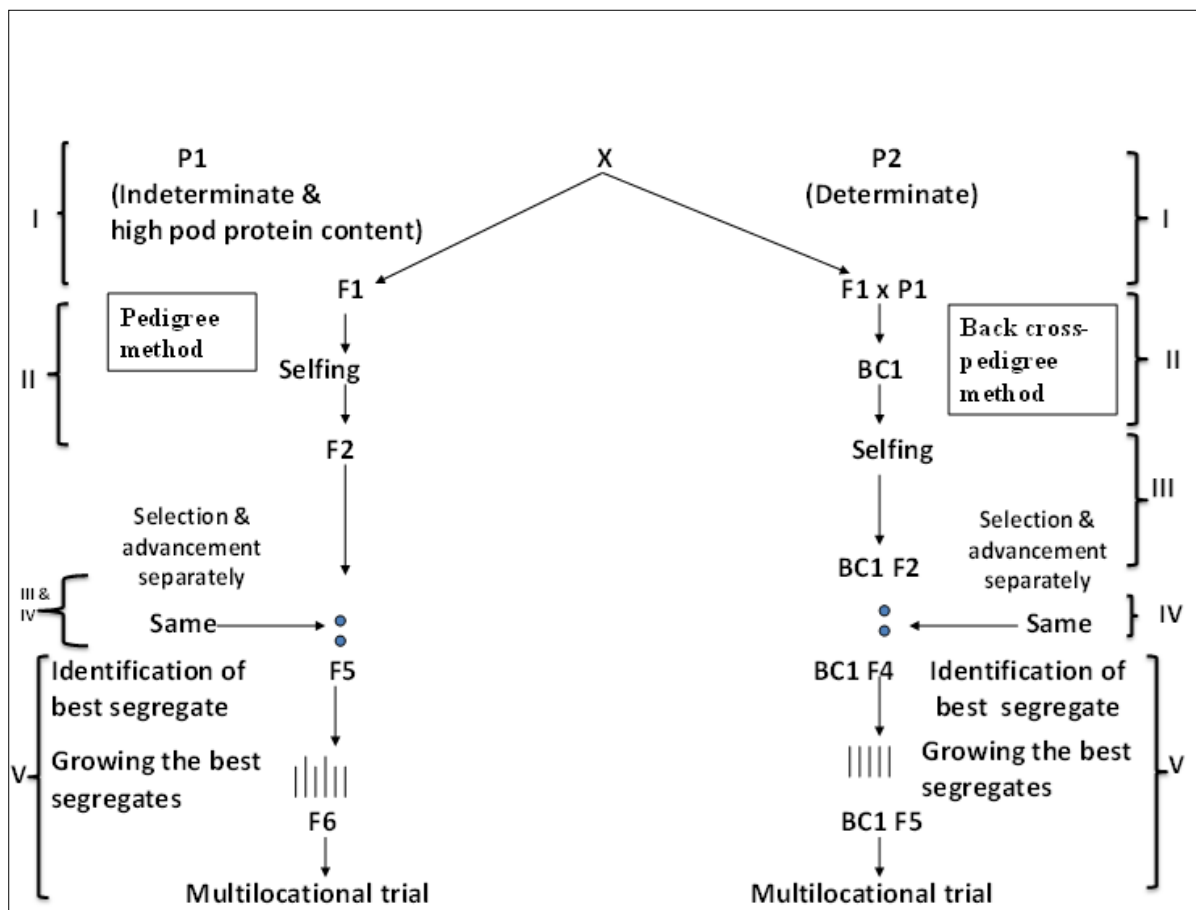 P1 X P2
(Indeterminate & (Determinate)
I high pod protein content) I
F1 F1 x P1
Pedigree
method
Back cross-
pedigree
method
II Selfing BC1 II
F2 Selfing
III
Selection &
advancement
separately
Selection &
advancement
separately
BC1 F2
III &
IV
Same Same IV
F5 BC1 F4
Identification of
best segregate
Identification of
best segregate
V V
Growing the best
segregates
Growing the best
segregates
F6 BC1 F5
Multilocational trial Multilocational trial